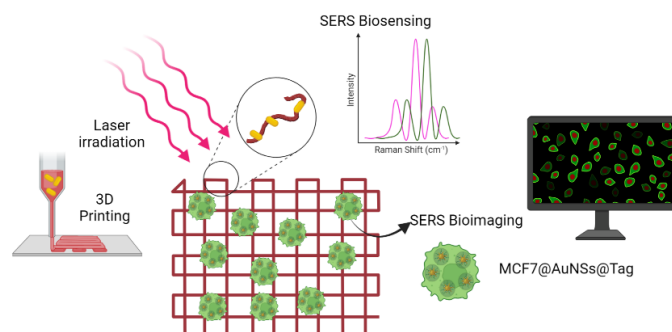 SERS Biosensing
Intensity
Raman Shift (cm⁻¹)
Laser
irradiation
3D
Printing
SERS Bioimaging
MCF7@AuNSs@Tag